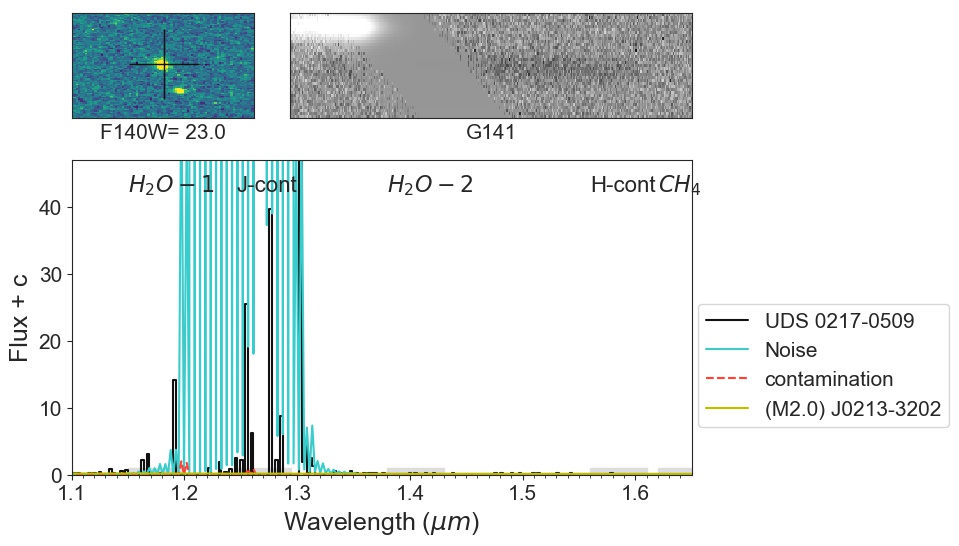 F140W= 23.0
G141
H₂O − 1
J-cont
H₂O − 2
H-cont
CH₄
40
30
20
10
0
Flux + c
1.1
1.2
1.3
1.4
1.5
1.6
Wavelength (μm)
UDS 0217-0509
Noise
contamination
(M2.0) J0213-3202